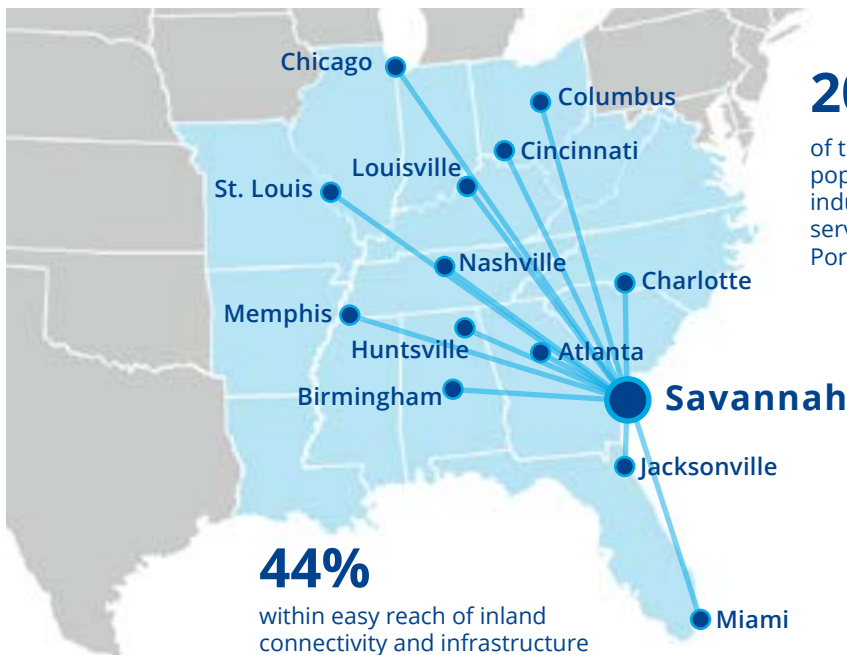 Chicago
Columbus
Cincinnati
Louisville
St. Louis
Nashville
Charlotte
Memphis
Huntsville
Atlanta
Birmingham
Savannah
Jacksonville
Miami
44%
within easy reach of inland
connectivity and infrastructure
of